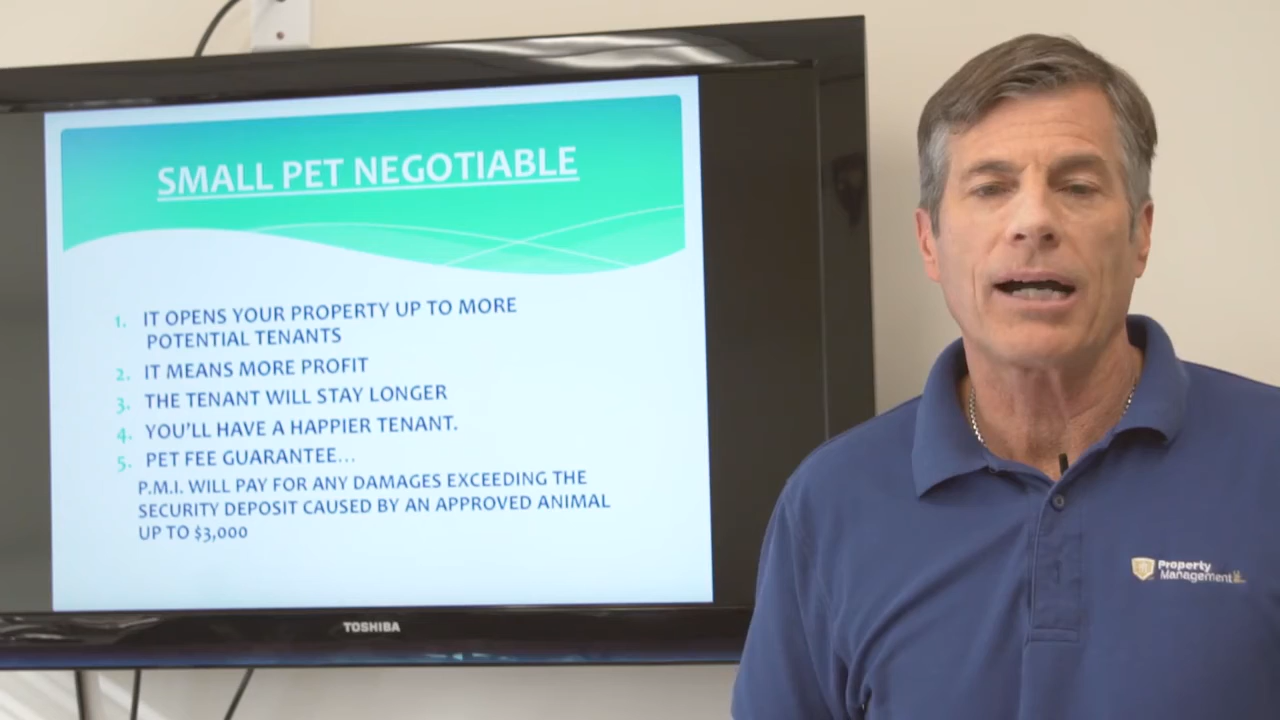 SMALL PET NEGOTIABLE
1. IT OPENS YOUR PROPERTY UP TO MORE
POTENTIAL TENANTS
2. IT MEANS MORE PROFIT
3. THE TENANT WILL STAY LONGER
4. YOU'LL HAVE A HAPPIER TENANT.
5. PET FEE GUARANTEE...
P.M.I. WILL PAY FOR ANY DAMAGES EXCEEDING THE
SECURITY DEPOSIT CAUSED BY AN APPROVED ANIMAL
UP TO $3,000
TOSHIBA
Property
Management